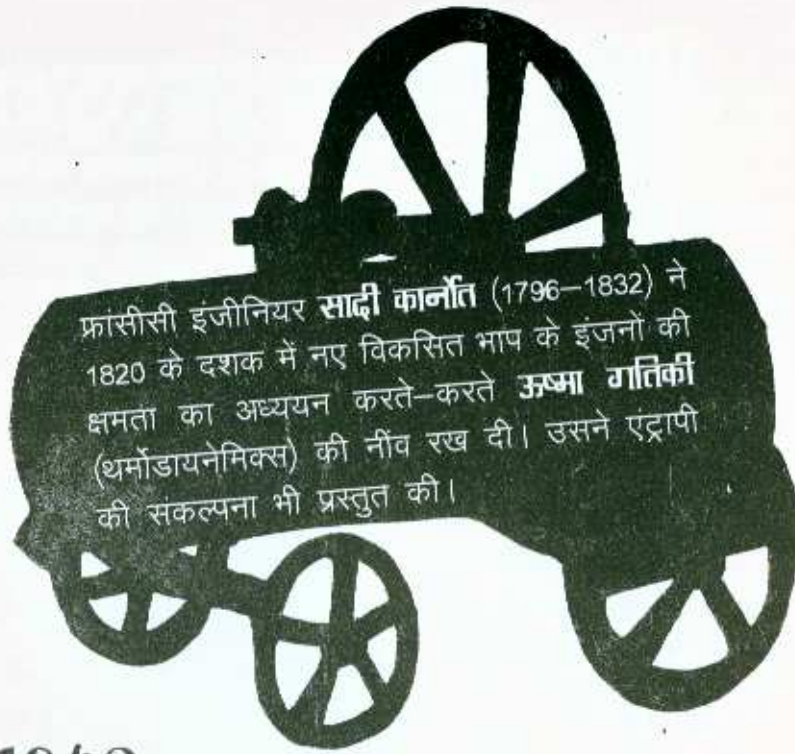 फ्रांसीसी इंजीनियर सादी कार्नोत (1796–1832) ने
1820 के दशक में नए विकसित भाप के इंजनों की
क्षमता का अध्ययन करते–करते ऊष्मा गतिकी
(थर्मोडायनेमिक्स) की नींव रख दी। उसने एंट्रापी
की संकल्पना भी प्रस्तुत की।